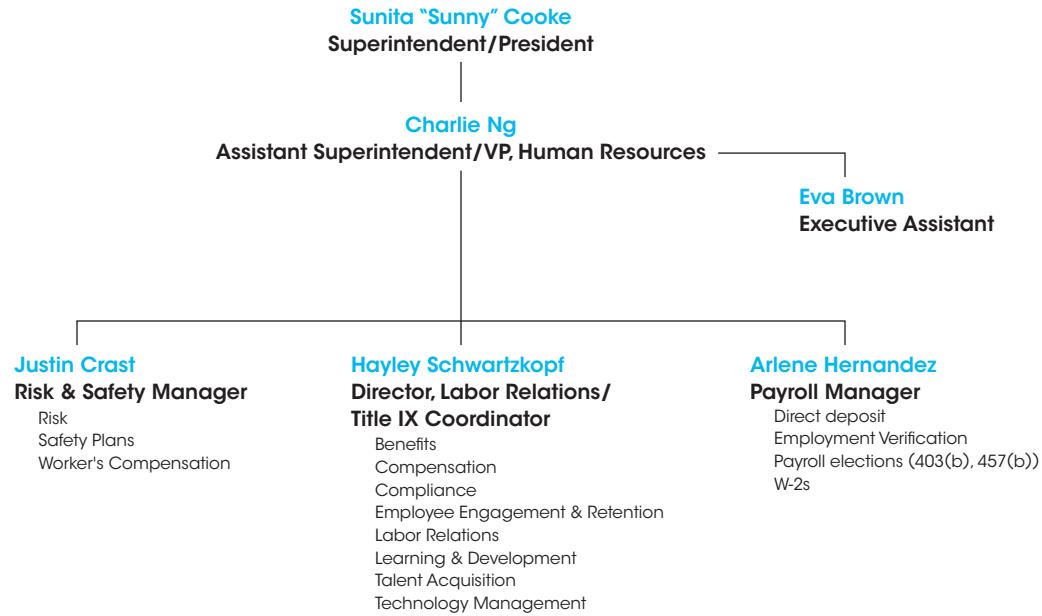 Sunita “Sunny” Cooke
Superintendent/President
Charlie Ng
Assistant Superintendent/VP, Human Resources
Eva Brown
Executive Assistant
Justin Crast
Risk & Safety Manager
Risk
Safety Plans
Worker's Compensation
Hayley Schwartzkopf
Director, Labor Relations/
Title IX Coordinator
Benefits
Compensation
Compliance
Employee Engagement & Retention
Labor Relations
Learning & Development
Talent Acquisition
Technology Management
Arlene Hernandez
Payroll Manager
Direct deposit
Employment Verification
Payroll elections (403(b), 457(b))
W-2s